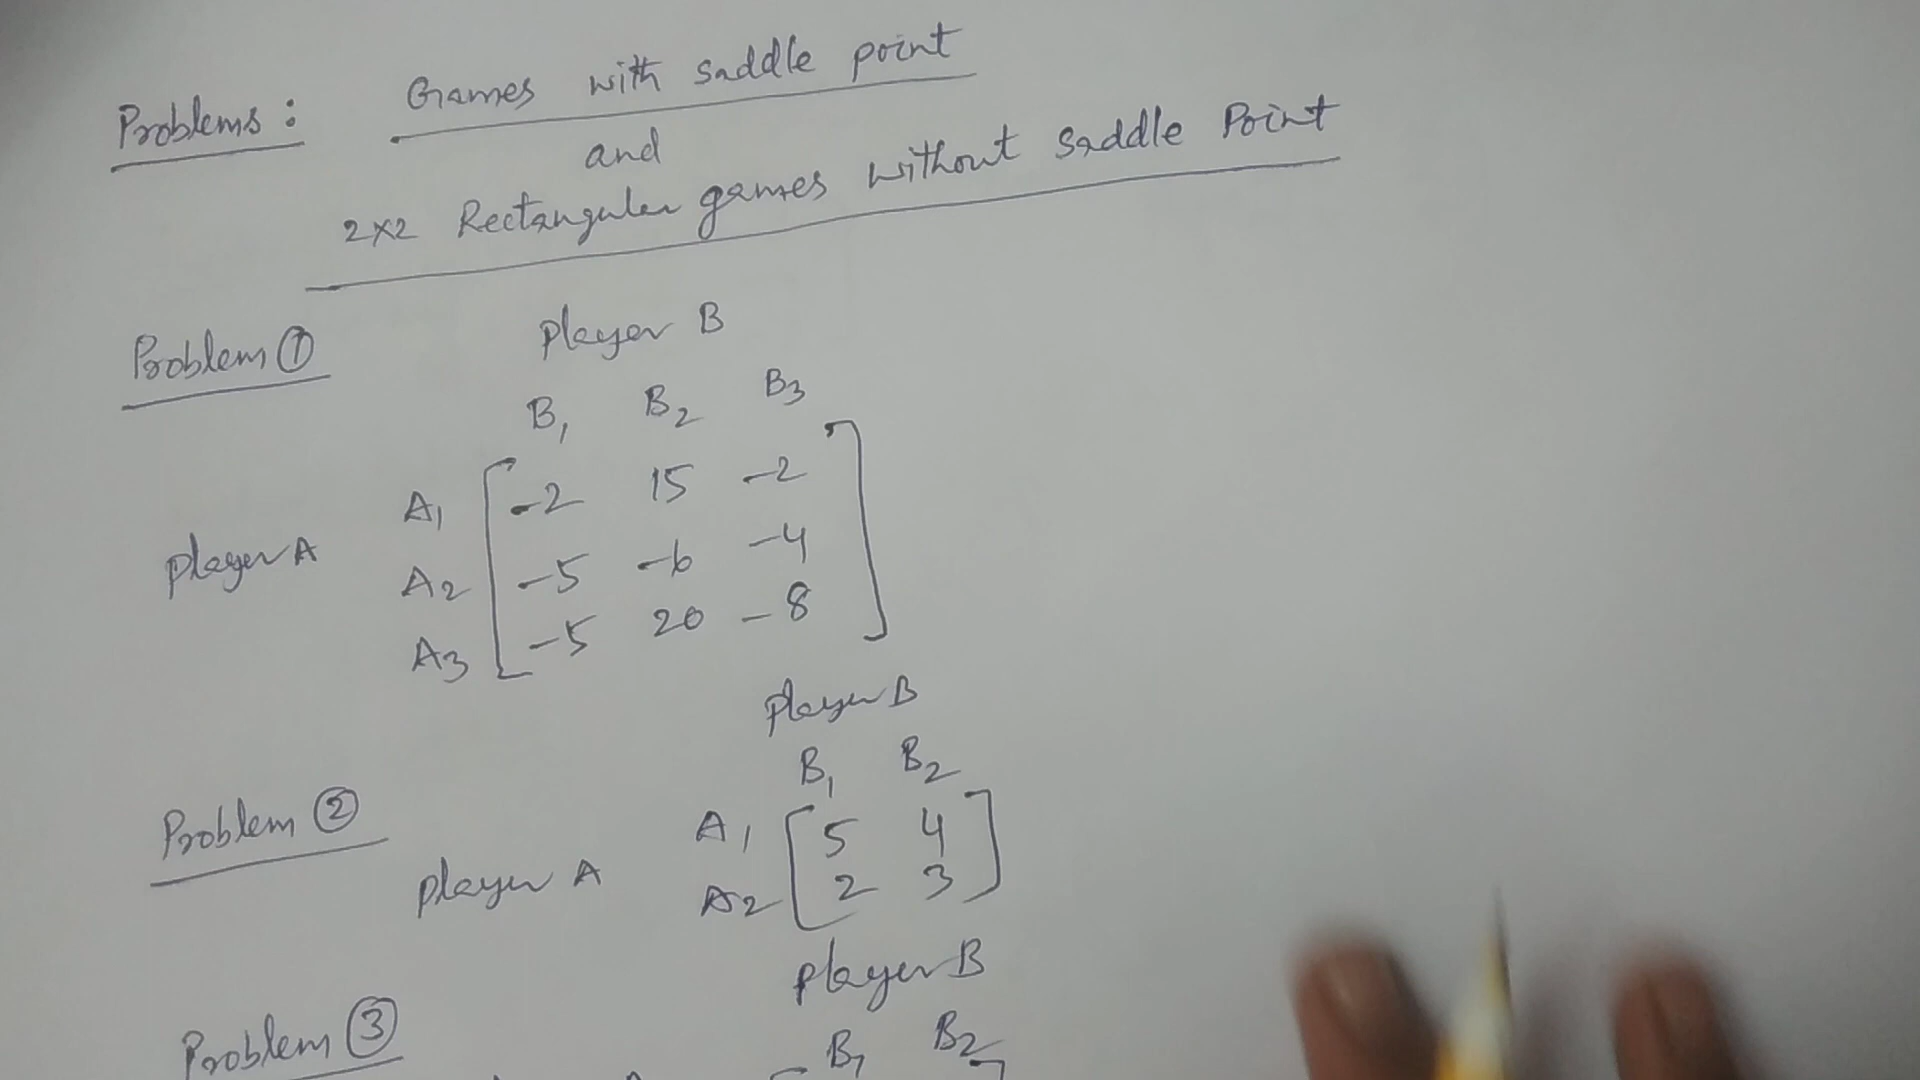 Problems: Games with saddle point
and
2×2 Rectangular games without Saddle Point
Problem ①
Player B
B1 B2 B3
A1 -2 15 -2
Player A
A2 -5 -6 -4
A3 -5 20 -8
Player B
B1 B2
Problem ②
A1 5 4
Player A
A2 2 3
Player B
Problem ③
B1 B2